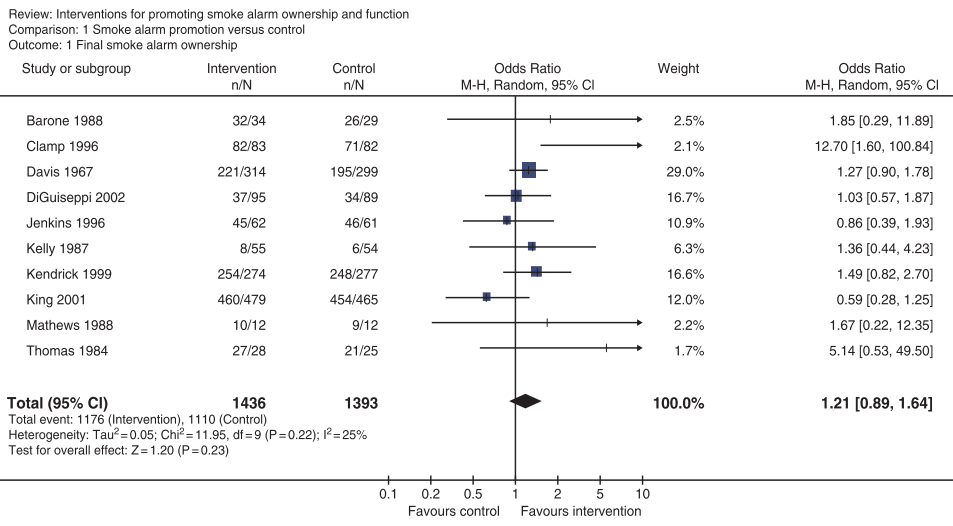 Review: Interventions for promoting smoke alarm ownership and function
Comparison: 1 Smoke alarm promotion versus control
Outcome: 1 Final smoke alarm ownership
Study or subgroup Intervention Control Odds Ratio Weight Odds Ratio
n/N n/N M-H, Random, 95% CI M-H, Random, 95% CI
Barone 1988 32/34 26/29 2.5% 1.85 [0.29, 11.89]
Clamp 1996 82/83 71/82 2.1% 12.70 [1.60, 100.84]
Davis 1967 221/314 195/299 29.0% 1.27 [0.90, 1.78]
DiGuiseppi 2002 37/95 34/89 16.7% 1.03 [0.57, 1.87]
Jenkins 1996 45/62 46/61 10.9% 0.86 [0.39, 1.93]
Kelly 1987 8/55 6/54 6.3% 1.36 [0.44, 4.23]
Kendrick 1999 254/274 248/277 16.6% 1.49 [0.82, 2.70]
King 2001 460/479 454/465 12.0% 0.59 [0.28, 1.25]
Mathews 1988 10/12 9/12 2.2% 1.67 [0.22, 12.35]
Thomas 1984 27/28 21/25 1.7% 5.14 [0.53, 49.50]
Total (95% CI) 1436 1393 100.0% 1.21 [0.89, 1.64]
Total event: 1176 (Intervention), 1110 (Control)
Heterogeneity: Tau²=0.05; Chi²=11.95, df=9 (P=0.22); I²=25%
Test for overall effect: Z=1.20 (P=0.23)
0.1 0.2 0.5 1 2 5 10
Favours control Favours intervention